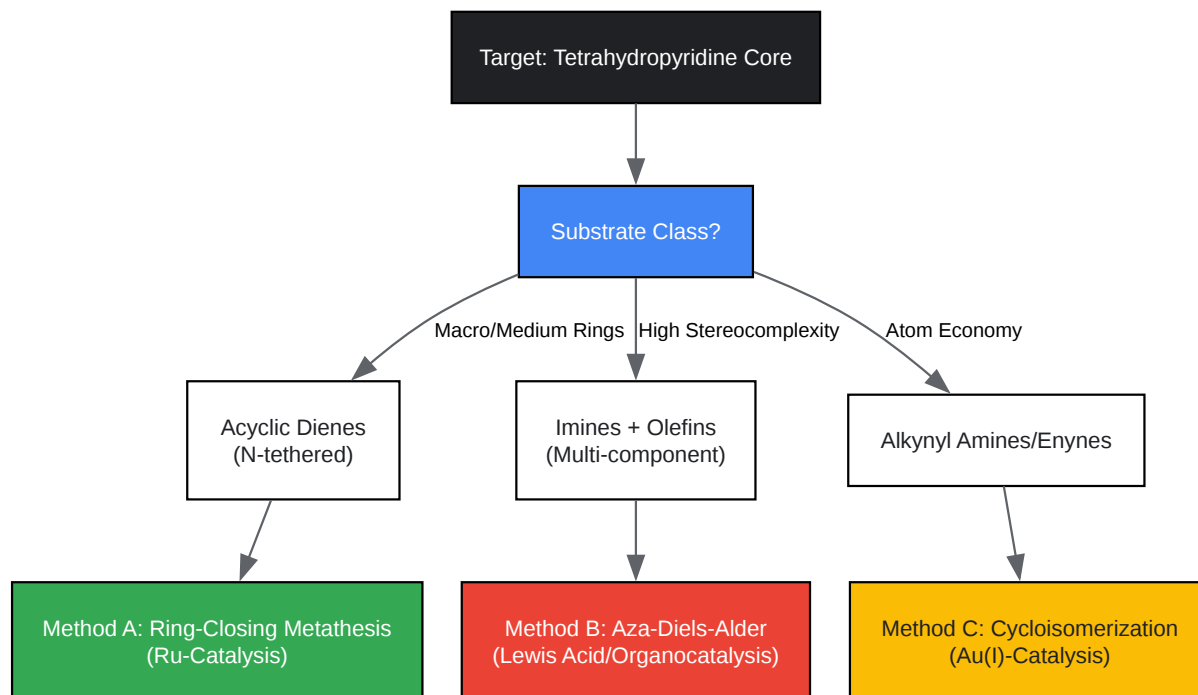 Target: Tetrahydropyridine Core
Substrate Class?
Macro/Medium Rings
High Stereocomplexity
Atom Economy
Acyclic Dienes
(N-tethered)
Imines + Olefins
(Multi-component)
Alkynyl Amines/Enynes
Method A: Ring-Closing Metathesis
(Ru-Catalysis)
Method B: Aza-Diels-Alder
(Lewis Acid/Organocatalysis)
Method C: Cycloisomerization
(Au(I)-Catalysis)